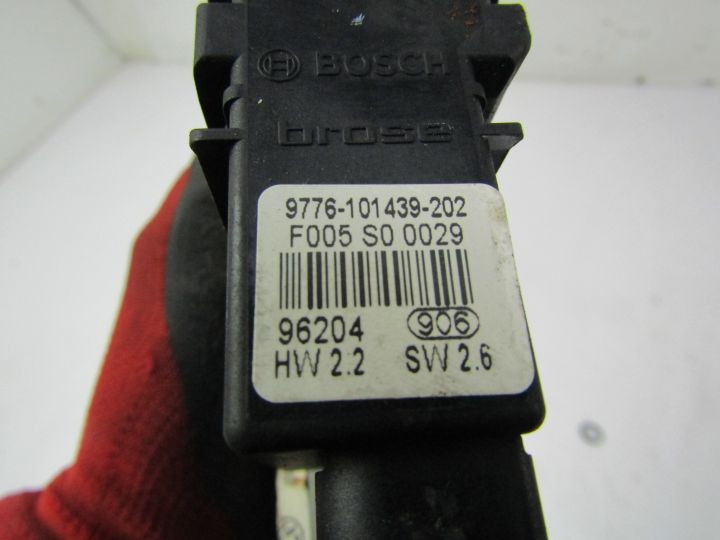 BOSCH
brose
9776-101439-202
F005 S0 0029
96204 906
HW 2.2 SW 2.6